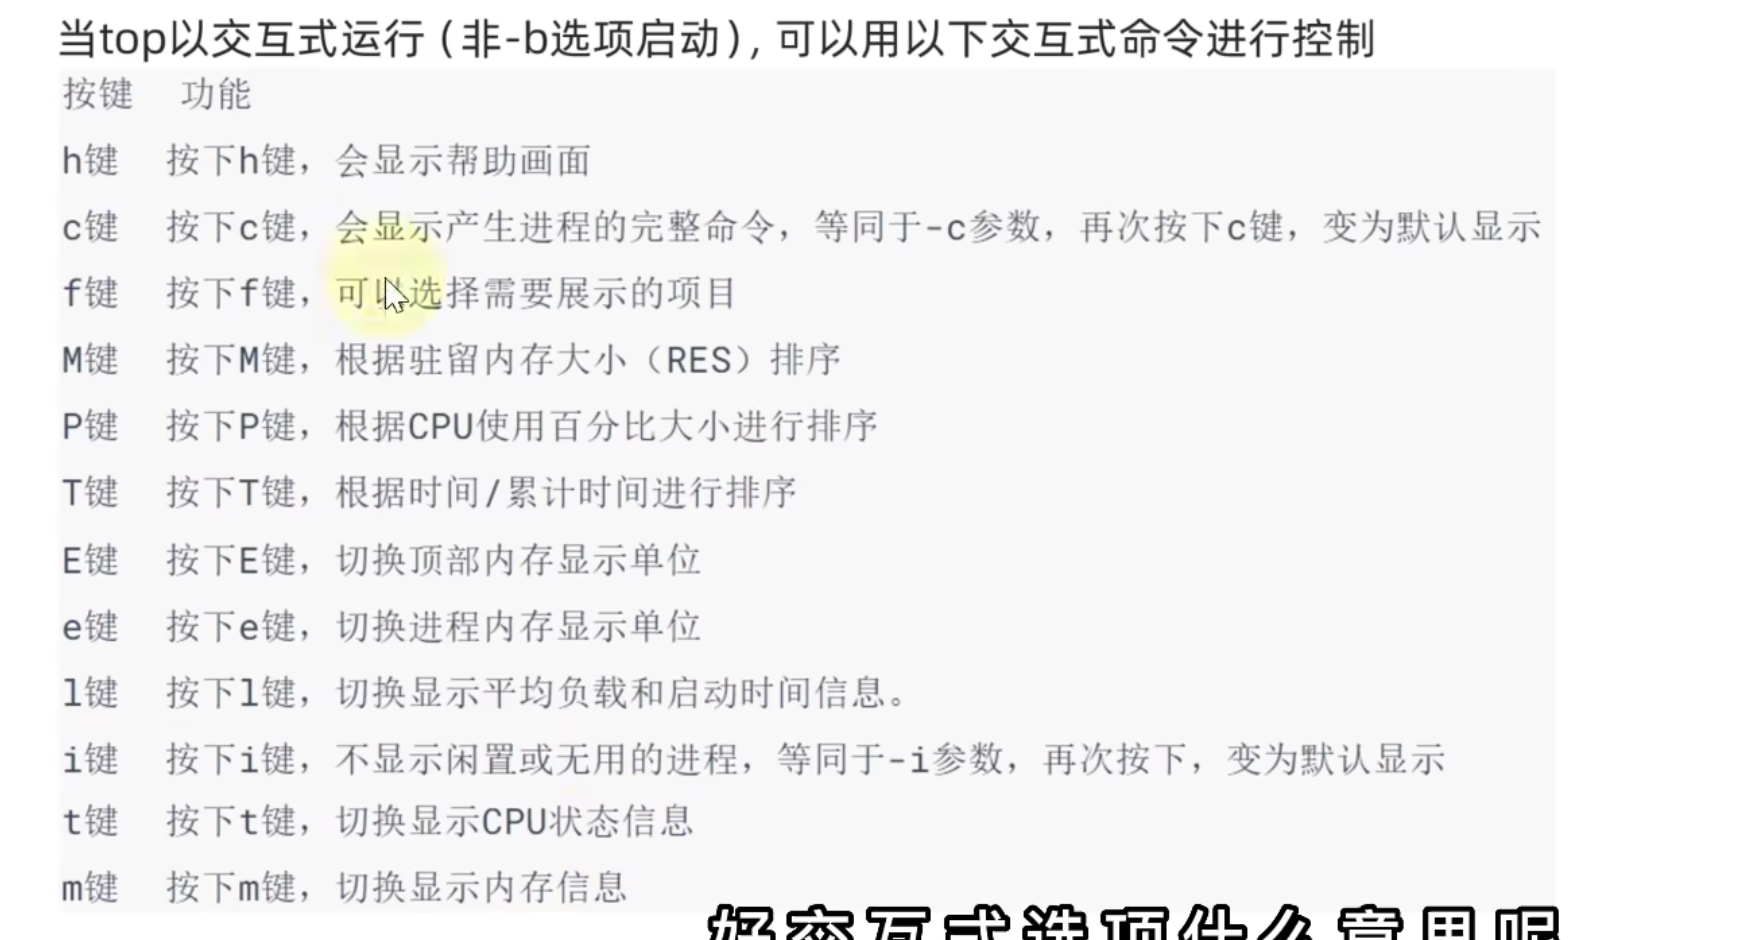 当top以交互式运行（非-b选项启动），可以用以下交互式命令进行控制
按键 功能
h键 按下h键，会显示帮助画面
c键 按下c键，会显示产生进程的完整命令，等同于-c参数，再次按下c键，变为默认显示
f键 按下f键，可以选择需要展示的项目
M键 按下M键，根据驻留内存大小（RES）排序
P键 按下P键，根据CPU使用百分比大小进行排序
T键 按下T键，根据时间/累计时间进行排序
E键 按下E键，切换顶部内存显示单位
e键 按下e键，切换进程内存显示单位
l键 按下l键，切换显示平均负载和启动时间信息。
i键 按下i键，不显示闲置或无用的进程，等同于-i参数，再次按下，变为默认显示
t键 按下t键，切换显示CPU状态信息
m键 按下m键，切换显示内存信息
好交互式选项什么意思呢